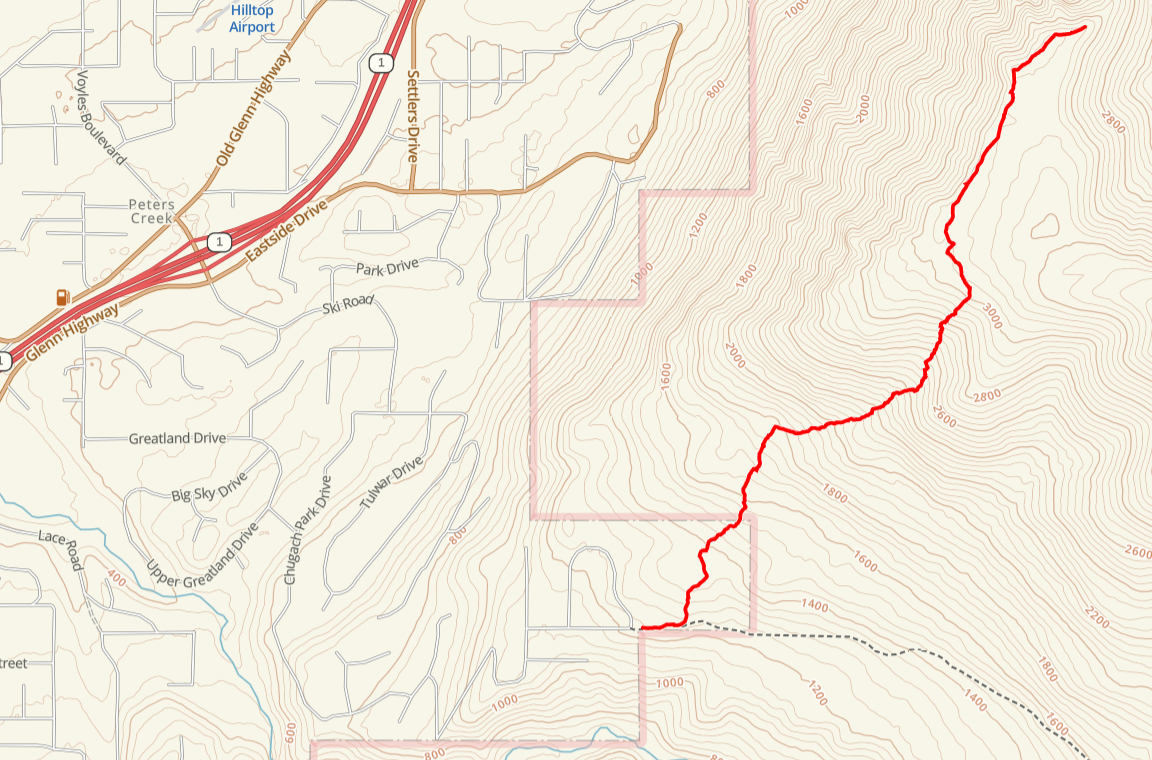 Hilltop
Airport
1000
1
Voyles Boulevard
Old Glenn Highway
Settlers Drive
800
1600
2000
2800
Peters
Creek
1
Eastside Drive
1200
Park Drive
1000
1800
Ski Road
3000
Glenn Highway
1
2000
1600
2800
2600
Greatland Drive
Tulwar Drive
Big Sky Drive
1800
Chugach Park Drive
800
Lace Road
Upper Greatland Drive
400
2600
1600
1400
2200
treet
1000
1200
1800
1400
1000
600
1600
800
80